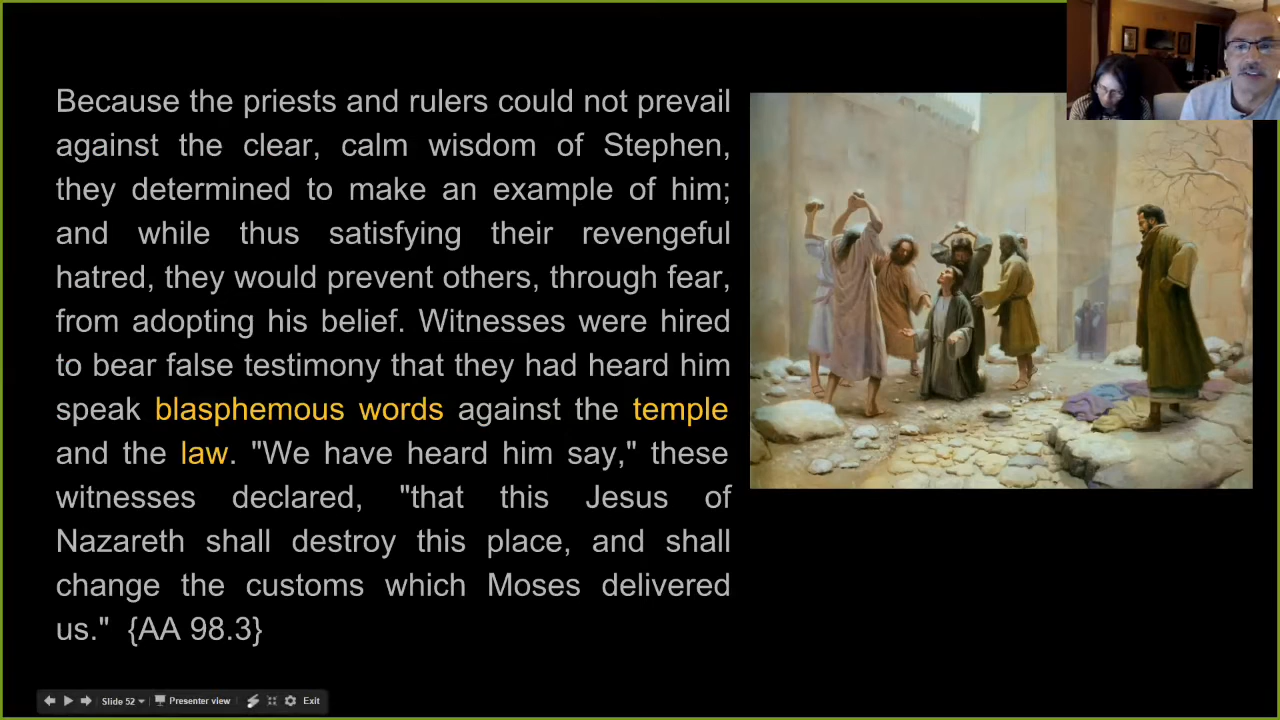 Because the priests and rulers could not prevail
against the clear, calm wisdom of Stephen,
they determined to make an example of him;
and while thus satisfying their revengeful
hatred, they would prevent others, through fear,
from adopting his belief. Witnesses were hired
to bear false testimony that they had heard him
speak blasphemous words against the temple
and the law. "We have heard him say," these
witnesses declared, "that this Jesus of
Nazareth shall destroy this place, and shall
change the customs which Moses delivered
us." {AA 98.3}
Slide 52 Presenter view Exit